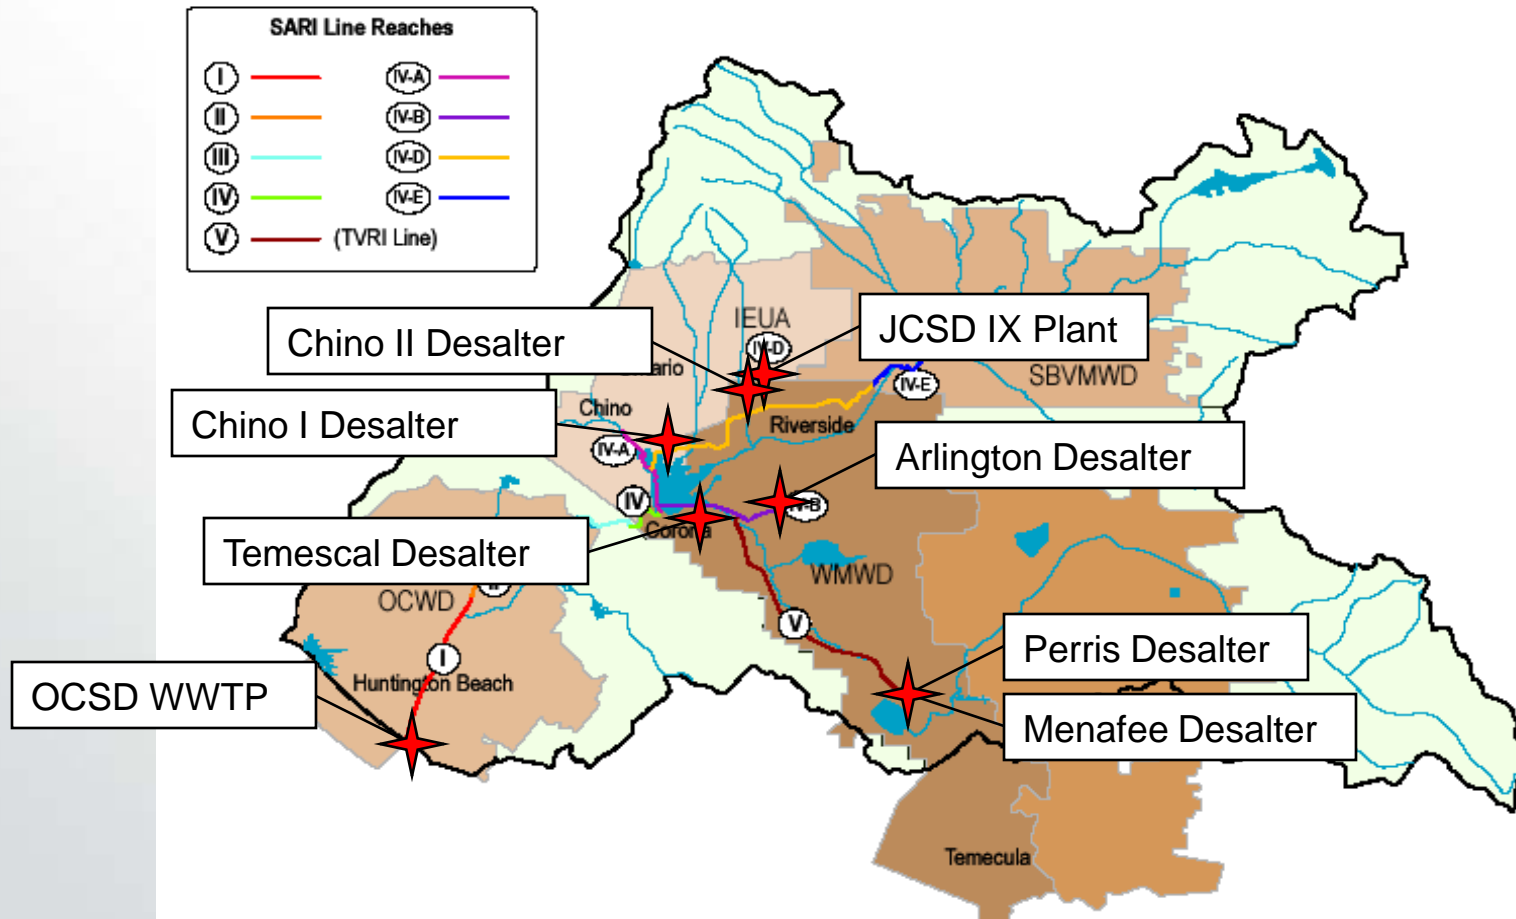 SARI Line Reaches
I
IV-A
II
IV-B
III
IV-D
IV
IV-E
V
(TVRI Line)
IEUA
JCSD IX Plant
Chino II Desalter
IV-D
SBVMWD
IV-E
Chino
Chino I Desalter
Riverside
IV-A
Arlington Desalter
IV
Corona
Temescal Desalter
WMWD
OCWD
V
I
Huntington Beach
Perris Desalter
OCSD WWTP
Menafee Desalter
Temecula